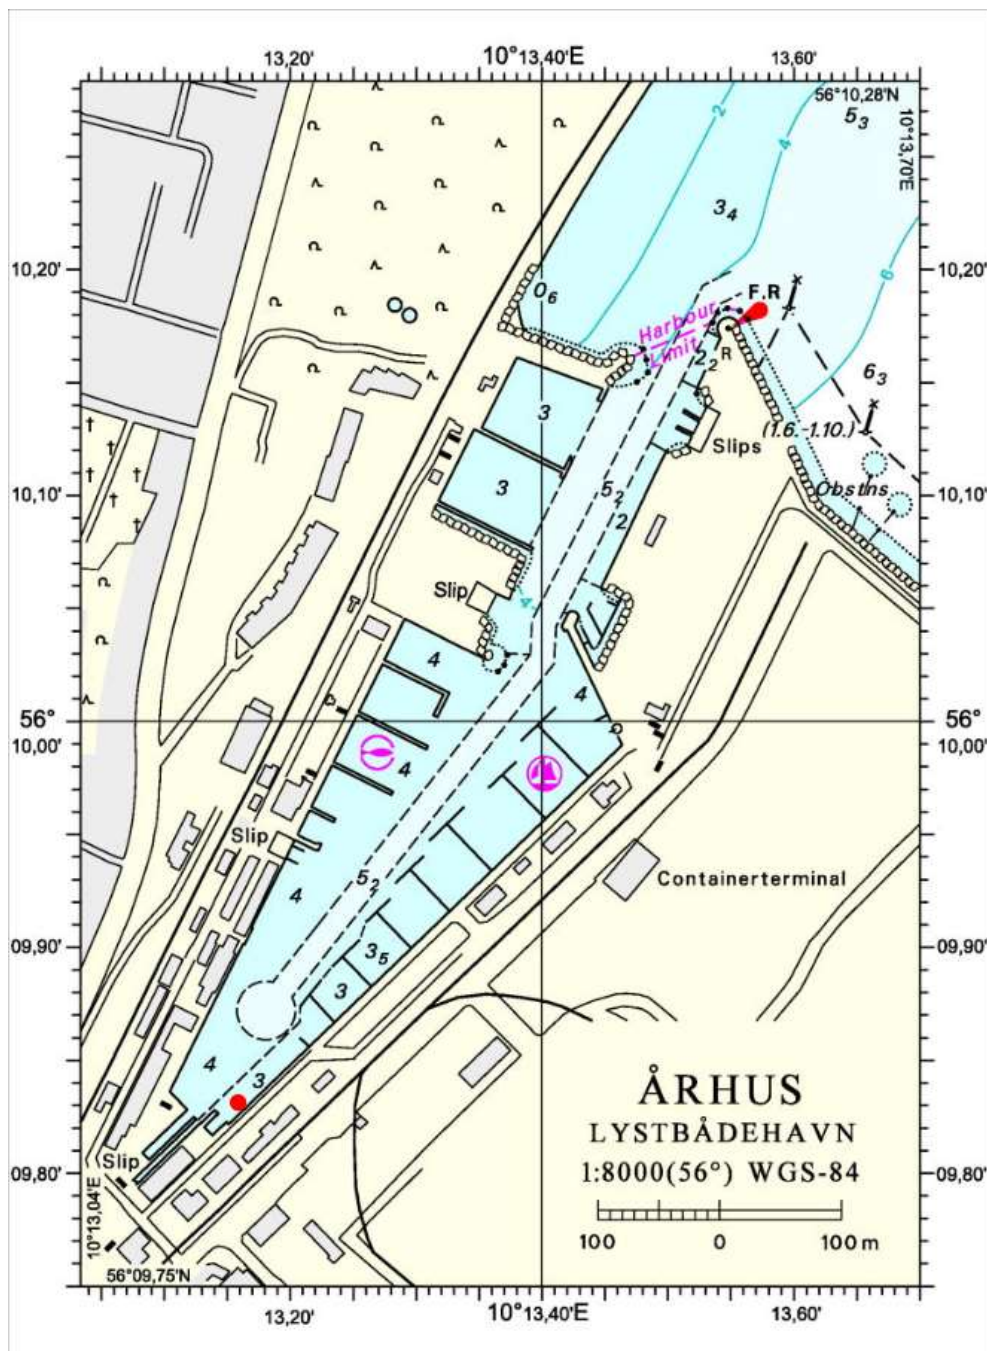 13,20'
10° 13,40'E
13,60'
56°10,28'N
10°13,70'E
5₃
2
4
3₄
10,20'
10,20'
0₆
F.R
6
Harbour
Limit
2₂
R
6₃
3
(1.6.-1.10.)
Slips
3
5₂
Obstns
10,10'
10,10'
2
Slip
4
4
4
56°
10,00'
56°
10,00'
4
Slip
Containerterminal
5₂
4
09,90'
09,90'
3₅
3
4
3
ÅRHUS
LYSTBÅDEHAVN
1:8000(56°) WGS-84
Slip
09,80'
09,80'
10°13,04'E
100 0 100 m
56°09,75'N
13,20'
10° 13,40'E
13,60'